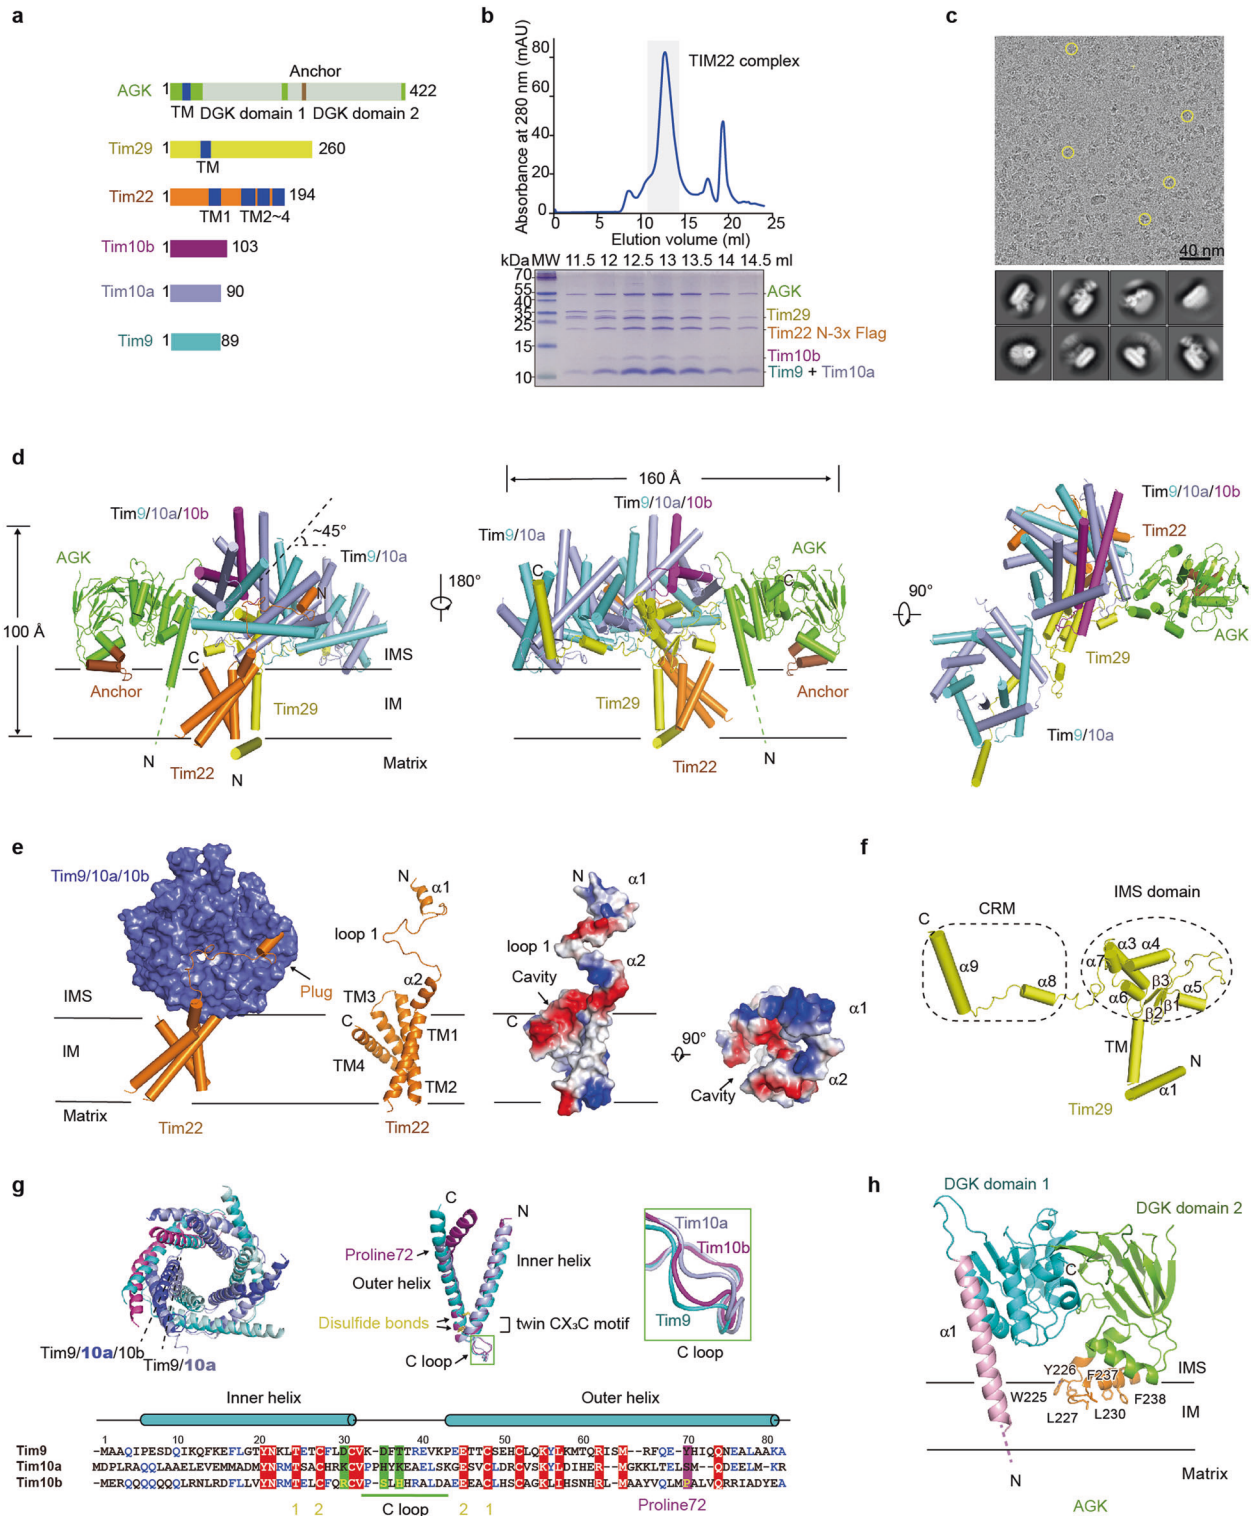 a
Anchor
AGK 1 422
TM DGK domain 1 DGK domain 2
Tim29 1 260
TM
Tim22 1 194
TM1 TM2~4
Tim10b 1 103
Tim10a 1 90
Tim9 1 89
b
Absorbance at 280 nm (mAU)
80
60
40
20
0
TIM22 complex
0 5 10 15 20 25
Elution volume (ml)
kDa MW 11.5 12 12.5 13 13.5 14 14.5 ml
70
55
40
35
25
15
10
AGK
Tim29
Tim22 N-3x Flag
Tim10b
Tim9 + Tim10a
c
40 nm
d
Tim9/10a/10b
~45°
Tim9/10a
AGK
N
100 Å
C
IMS
Anchor
Tim29
IM
N
Tim22
N
Matrix
180°
160 Å
Tim9/10a/10b
Tim9/10a
AGK
C
C
Tim29
Anchor
Tim22
N
90°
Tim9/10a/10b
Tim22
AGK
Tim29
Tim9/10a
e
Tim9/10a/10b
Plug
IMS
IM
Matrix
Tim22
N
α1
loop 1
α2
TM3
C
TM1
TM4
TM2
Tim22
N
α1
loop 1
α2
Cavity
C
90°
α1
α2
Cavity
f
IMS domain
CRM
C
α9
α8
α3 α4
α7
β3
α6
α5
β2 β1
TM
N
α1
Tim29
g
Tim9/10a/10b
Tim9/10a
C
N
Proline72
Inner helix
Outer helix
Disulfide bonds
twin CX₃C motif
C loop
Tim10a
Tim10b
Tim9
C loop
Inner helix Outer helix
1 10 20 30 40 50 60 70 80
Tim9 --MAAQIPESDQIKQFKEFLGTYNKLTETCFLDCVK-DFTTREVKPEETTCSEHCLQKYLKMTQRISM--RFQEYHIQQNEALAAKA
Tim10a MDPLRAQQLAAELEVEMMADMYNRMTSACHRKCVPPHYKEAELSKGESVCLDRCVSKYLDIHERMGKKLTELSMQDEELM-KR
Tim10b --MERQQQQQQQLRNLRDFLLVYNRMTELCFQRCVP-SLHHRALDAEEEACLHSCAGKLIHSNHRLMAAYVQLMPALVQRRIADYEA
1 2 C loop 2 1 Proline72
h
DGK domain 1
DGK domain 2
C
α1
Y226
F237
IMS
W225
F238
L227
L230
IM
N
Matrix
AGK